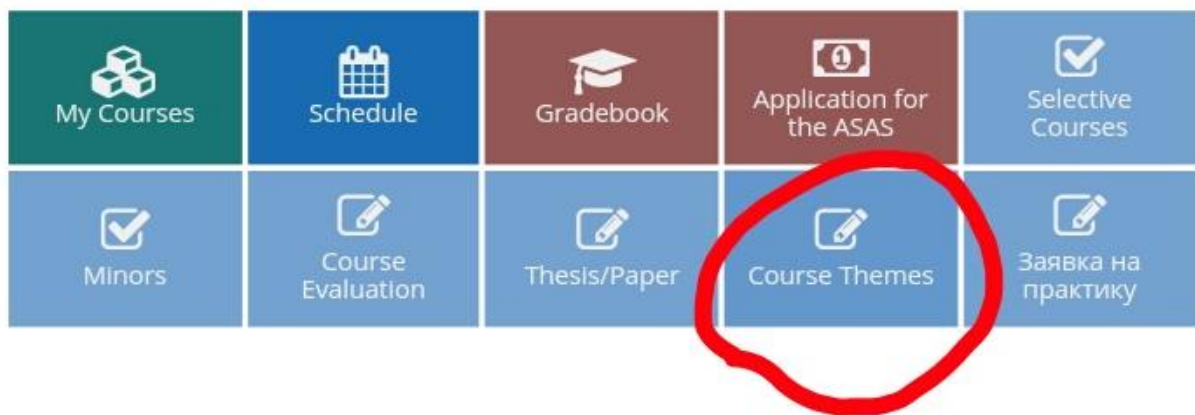 My Courses
Schedule
Gradebook
1
Application for
the ASAS
Selective
Courses
Minors
Course
Evaluation
Thesis/Paper
Course Themes
Заявка на
практику